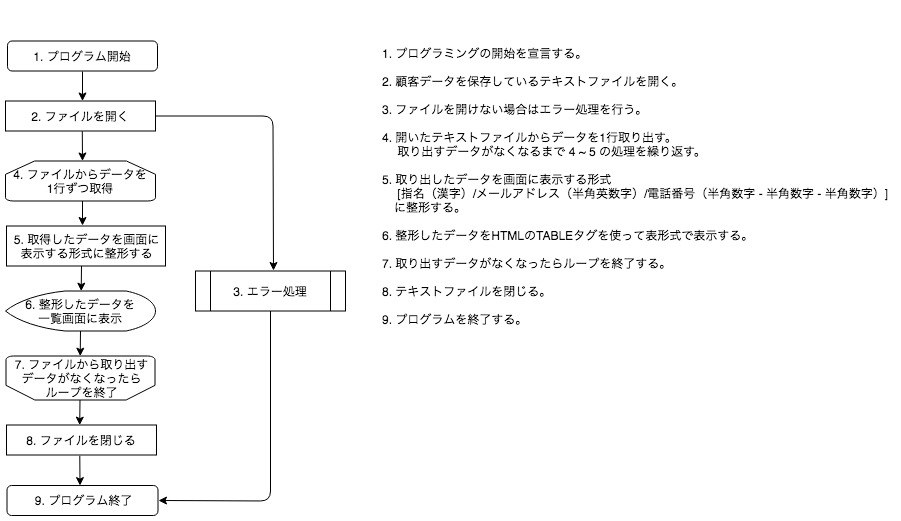 1. プログラム開始
2. ファイルを開く
4. ファイルからデータを
1行ずつ取得
5. 取得したデータを画面に
表示する形式に整形する
3. エラー処理
6. 整形したデータを
一覧画面に表示
7. ファイルから取り出す
データがなくなったら
ループを終了
8. ファイルを閉じる
9. プログラム終了
1. プログラミングの開始を宣言する。
2. 顧客データを保存しているテキストファイルを開く。
3. ファイルを開けない場合はエラー処理を行う。
4. 開いたテキストファイルからデータを1行取り出す。
取り出すデータがなくなるまで 4～5 の処理を繰り返す。
5. 取り出したデータを画面に表示する形式
[指名（漢字）/メールアドレス（半角英数字）/電話番号（半角数字 - 半角数字 - 半角数字）]
に整形する。
6. 整形したデータをHTMLのTABLEタグを使って表形式で表示する。
7. 取り出すデータがなくなったらループを終了する。
8. テキストファイルを閉じる。
9. プログラムを終了する。